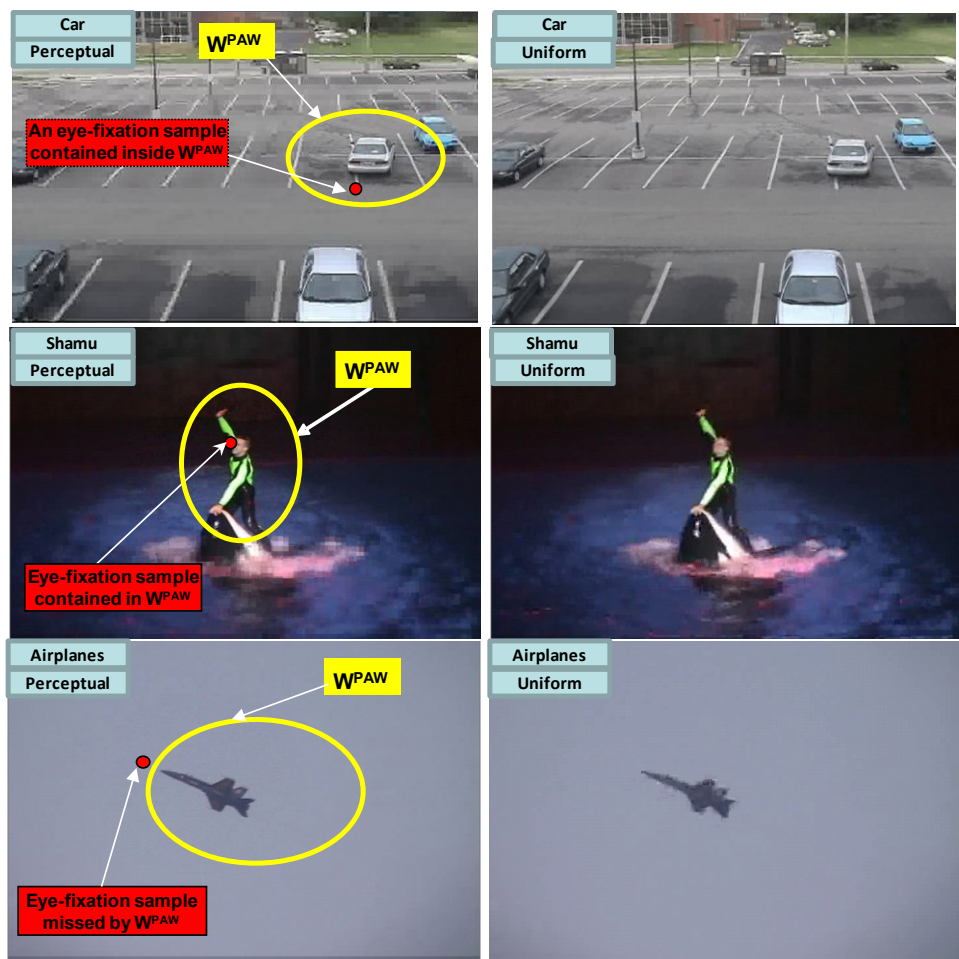 Car
Perceptual
W^PAW
An eye-fixation sample
contained inside W^PAW
Car
Uniform
Shamu
Perceptual
W^PAW
Eye-fixation sample
contained in W^PAW
Shamu
Uniform
Airplanes
Perceptual
W^PAW
Eye-fixation sample
missed by W^PAW
Airplanes
Uniform